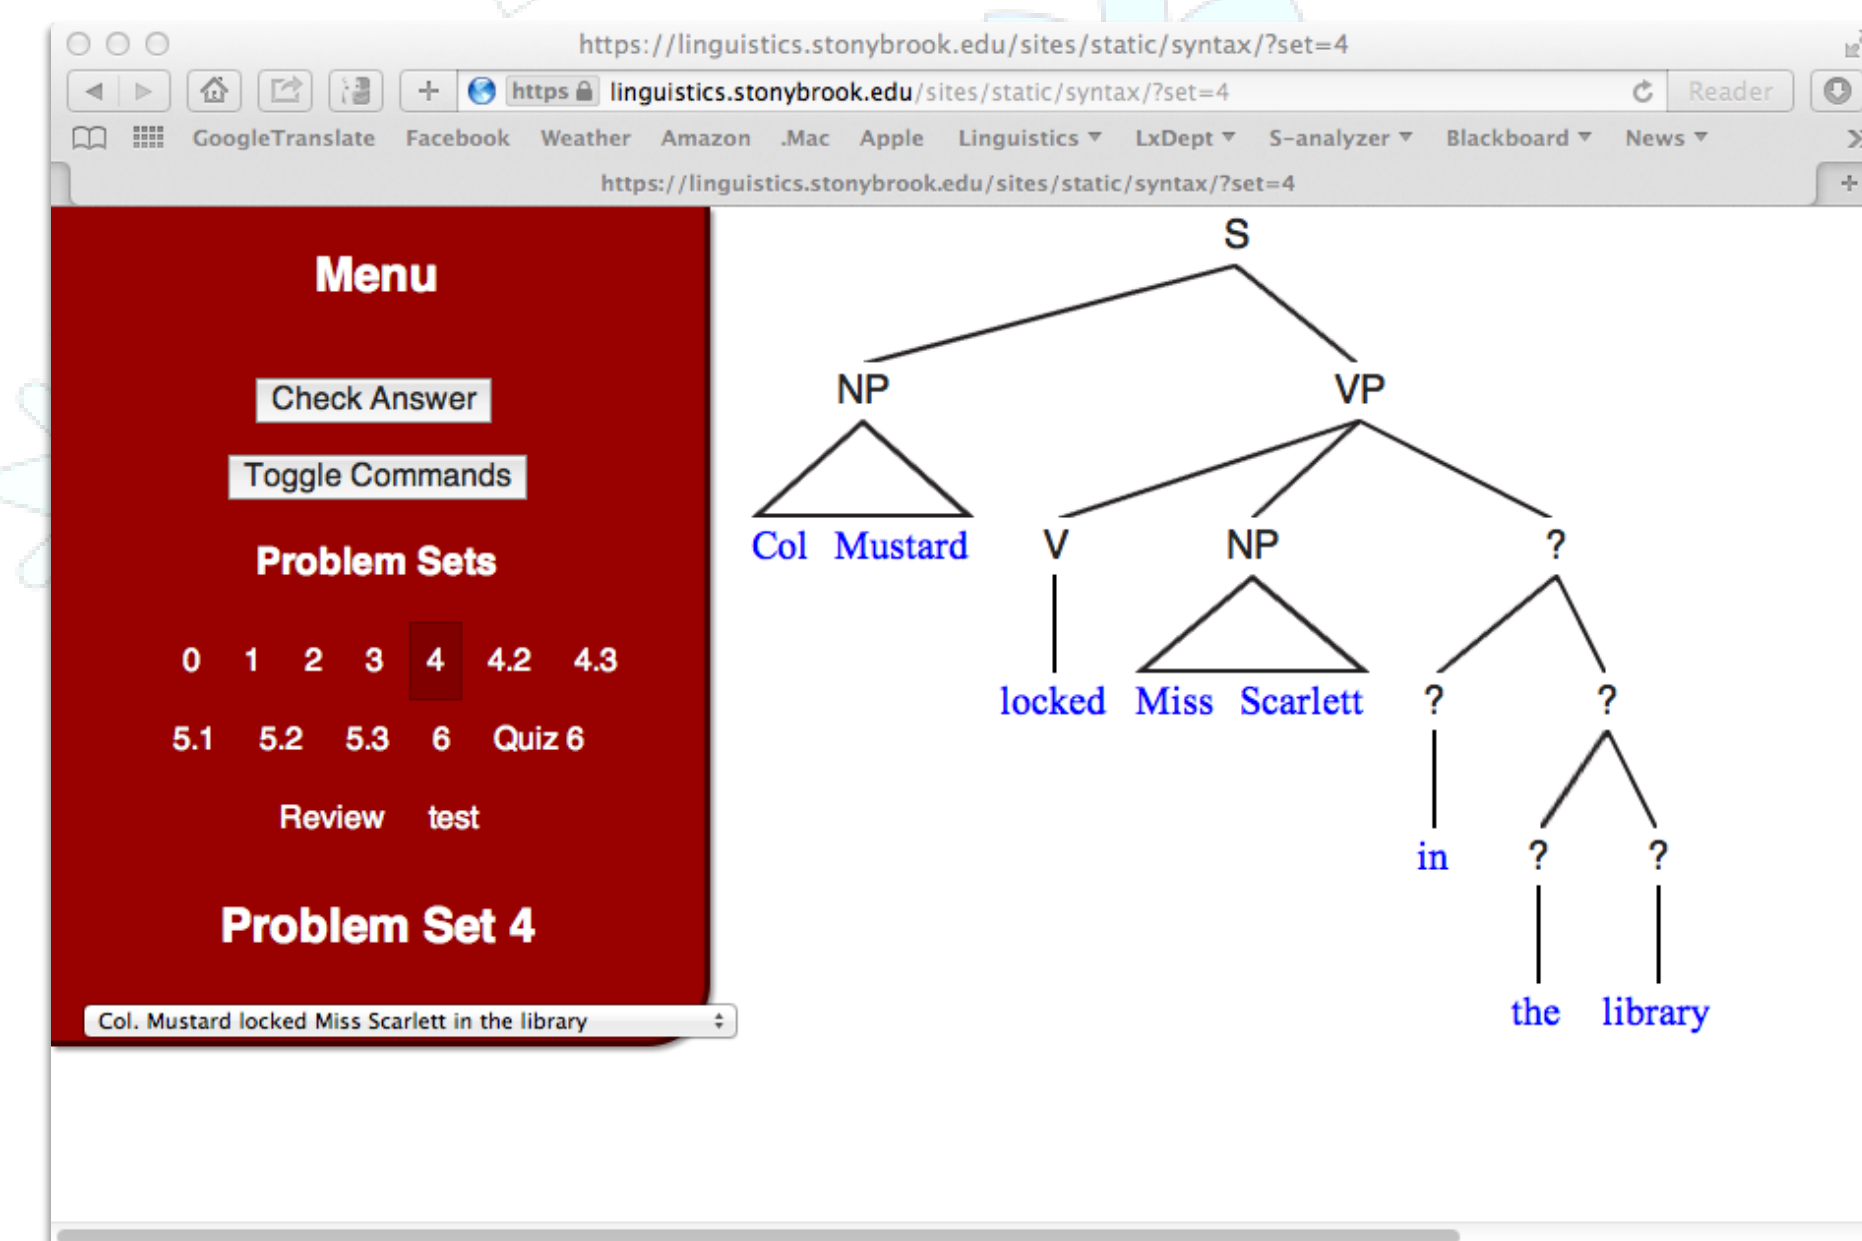 https://linguistics.stonybrook.edu/sites/static/syntax/?set=4
https linguistics.stonybrook.edu/sites/static/syntax/?set=4 Reader
GoogleTranslate Facebook Weather Amazon .Mac Apple Linguistics LxDept S-analyzer Blackboard News
https://linguistics.stonybrook.edu/sites/static/syntax/?set=4
Menu
Check Answer
Toggle Commands
Problem Sets
0 1 2 3 4 4.2 4.3
5.1 5.2 5.3 6 Quiz 6
Review test
Problem Set 4
Col. Mustard locked Miss Scarlett in the library
S
NP VP
Col Mustard V NP ?
locked Miss Scarlett ? ?
in ? ?
the library